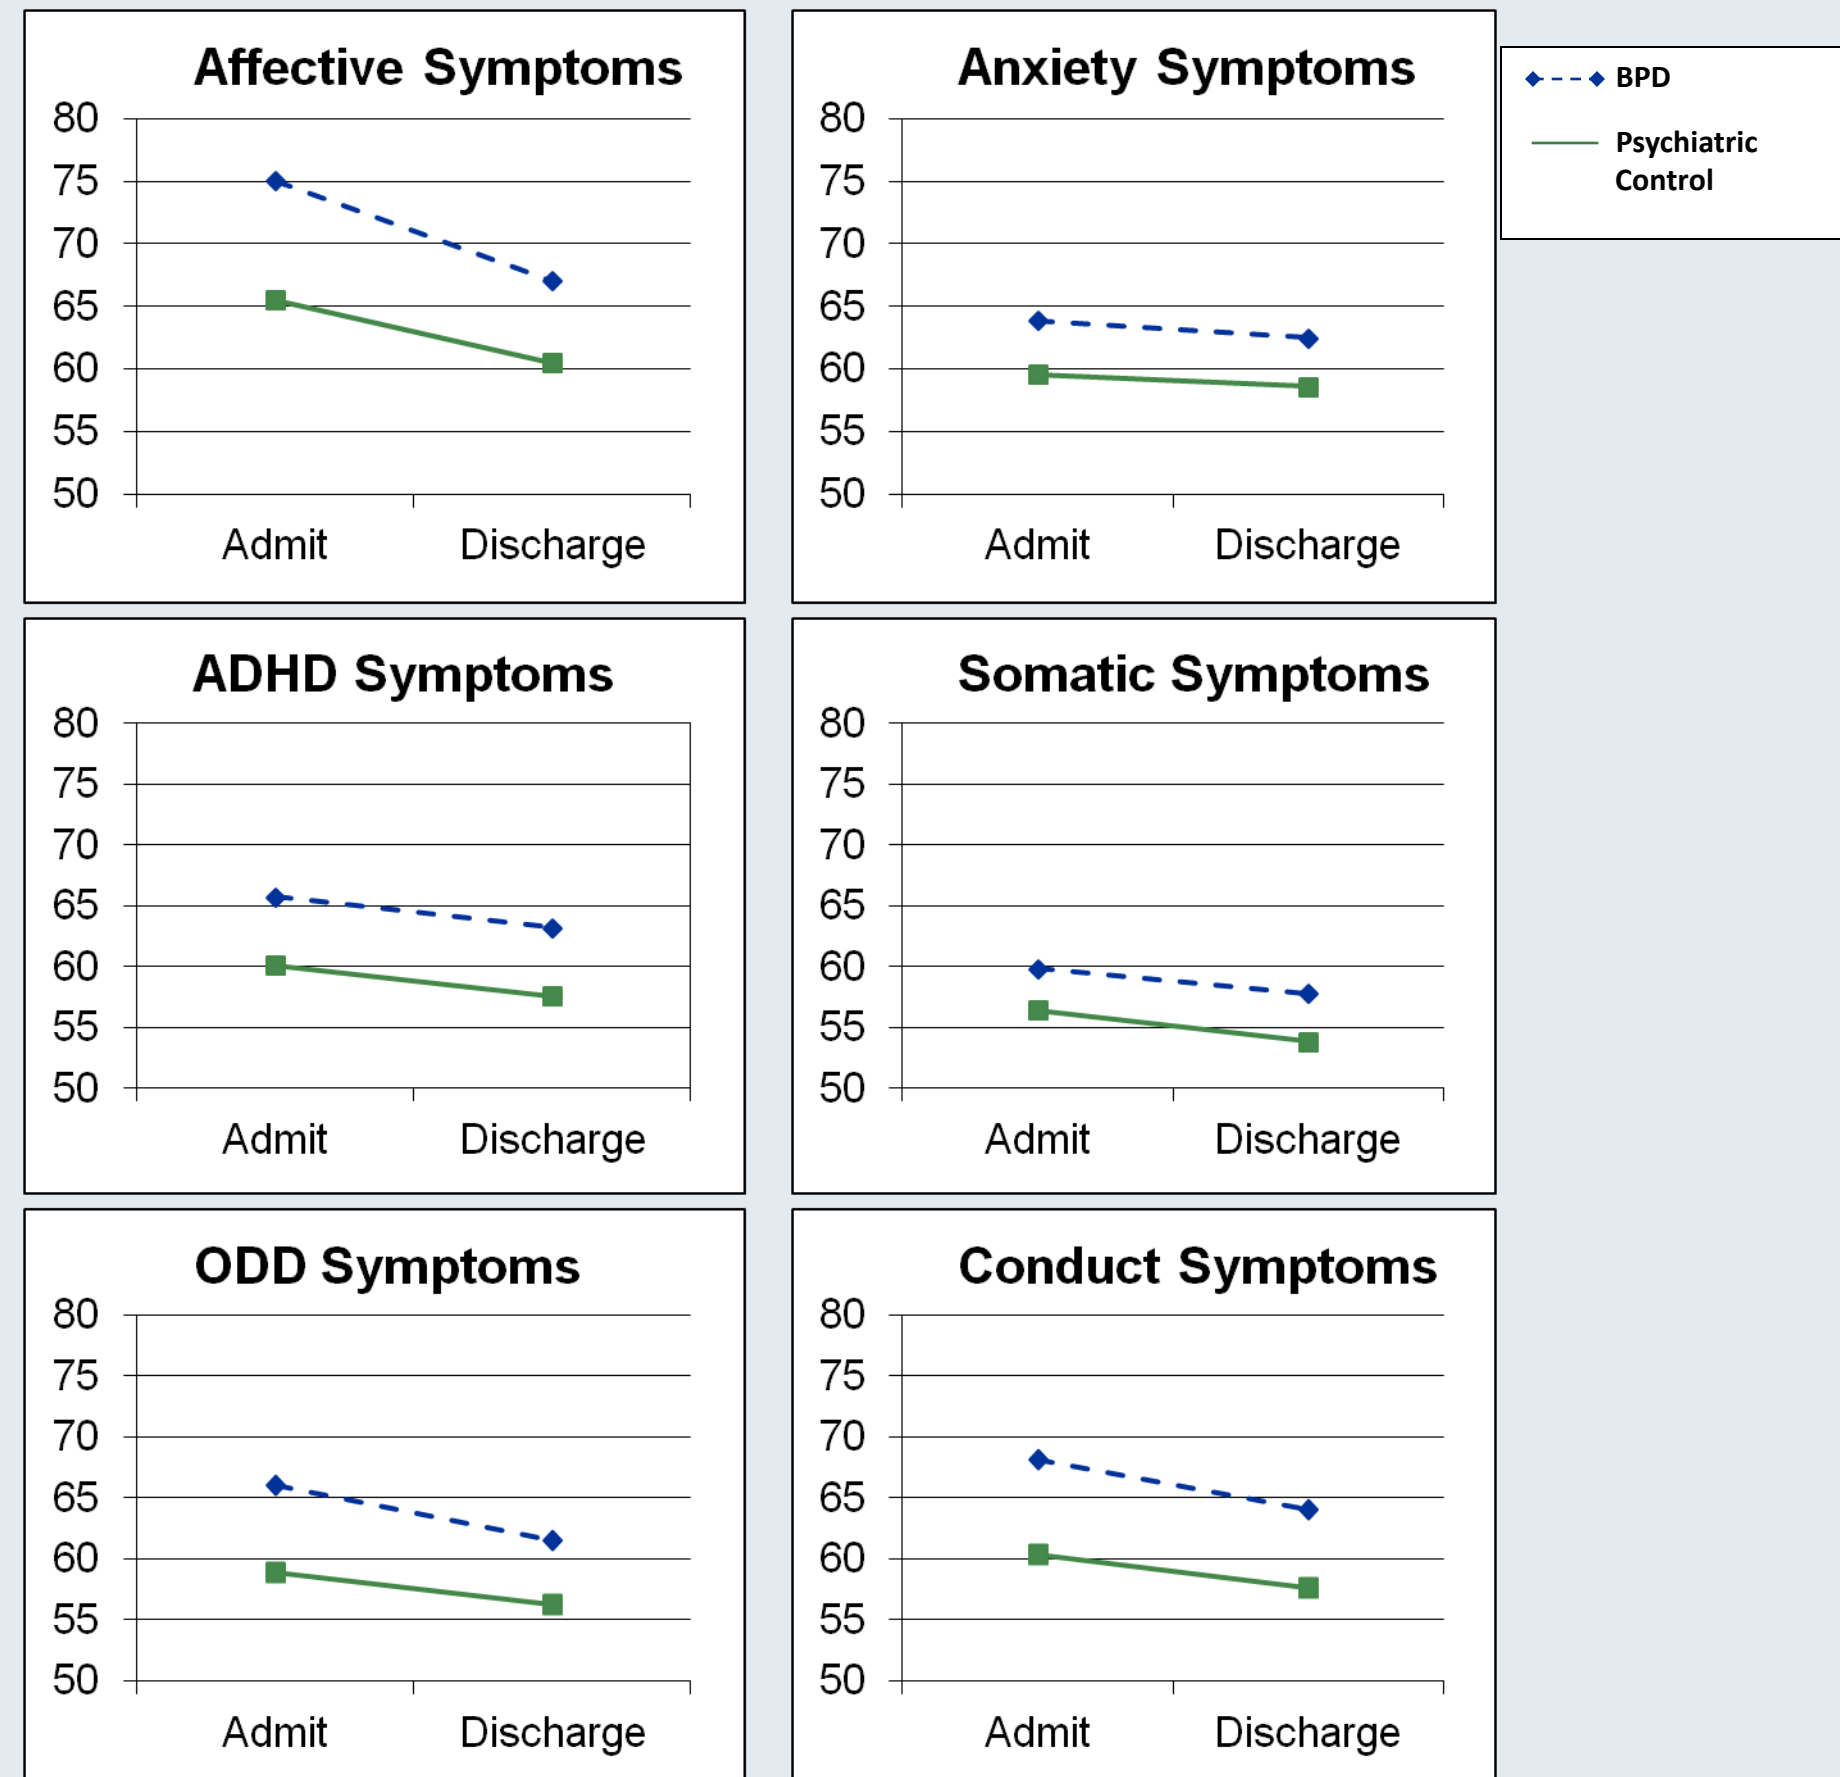 Affective Symptoms
80
75
70
65
60
55
50
Admit Discharge
Anxiety Symptoms
80
75
70
65
60
55
50
Admit Discharge
BPD
Psychiatric
Control
ADHD Symptoms
80
75
70
65
60
55
50
Admit Discharge
Somatic Symptoms
80
75
70
65
60
55
50
Admit Discharge
ODD Symptoms
80
75
70
65
60
55
50
Admit Discharge
Conduct Symptoms
80
75
70
65
60
55
50
Admit Discharge